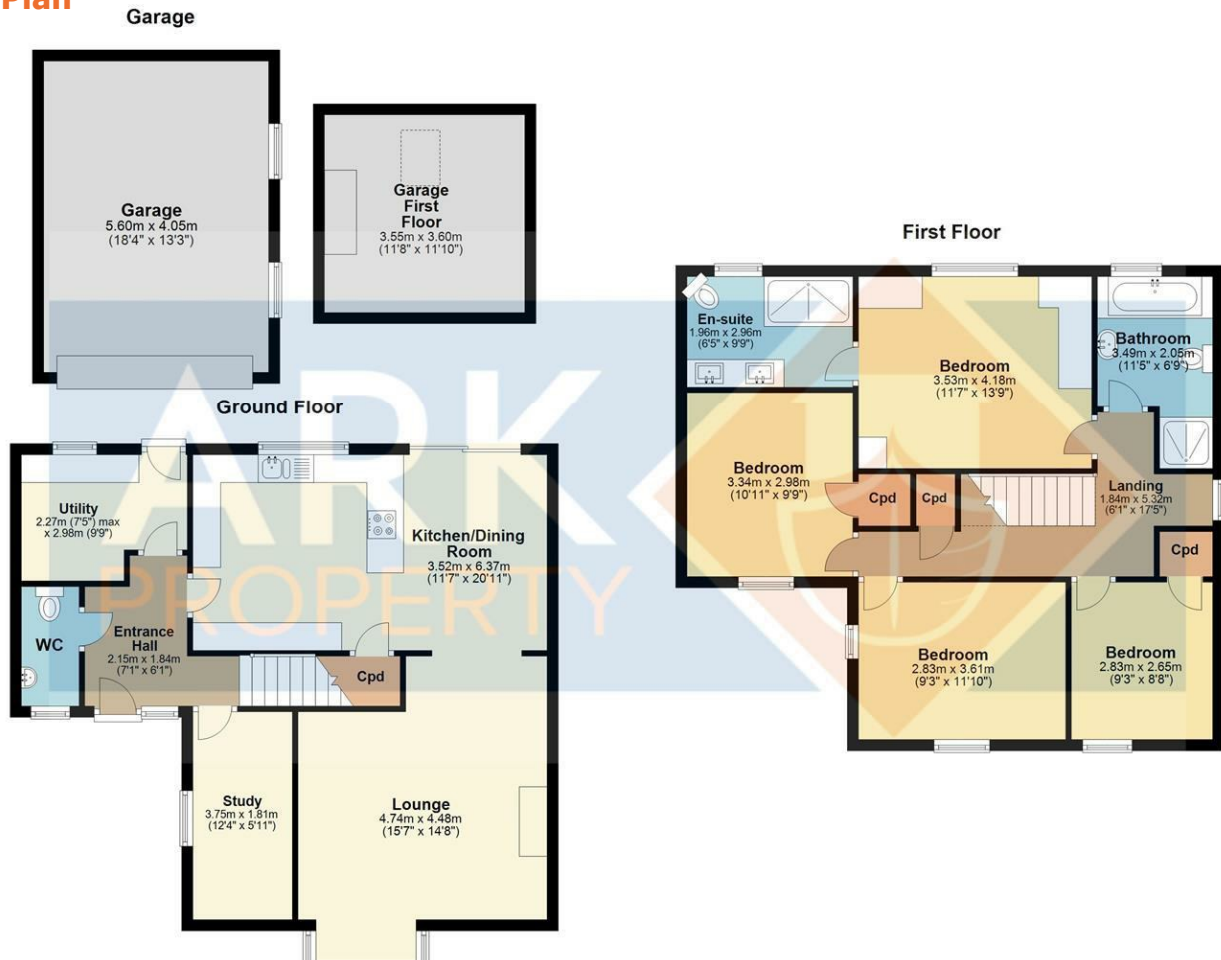 Plan
Garage
Garage
5.60m x 4.05m
(18'4" x 13'3")
Garage
First
Floor
3.55m x 3.60m
(11'8" x 11'10")
Ground Floor
Utility
2.27m (7'5") max
x 2.98m (9'9")
Kitchen/Dining
Room
3.52m x 6.37m
(11'7" x 20'11")
WC
Entrance
Hall
2.15m x 1.84m
(7'1" x 6'1")
Cpd
Study
3.75m x 1.81m
(12'4" x 5'11")
Lounge
4.74m x 4.48m
(15'7" x 14'8")
First Floor
En-suite
1.96m x 2.96m
(6'5" x 9'9")
Bedroom
3.53m x 4.18m
(11'7" x 13'9")
Bathroom
3.49m x 2.05m
(11'5" x 6'9")
Bedroom
3.34m x 2.98m
(10'11" x 9'9")
Cpd
Cpd
Landing
1.84m x 5.32m
(6'1" x 17'5")
Cpd
Bedroom
2.83m x 3.61m
(9'3" x 11'10")
Bedroom
2.83m x 2.65m
(9'3" x 8'8")
ARK
PROPERTY